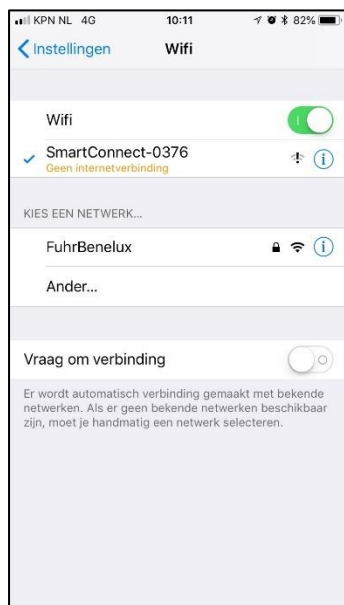 KPN NL 4G 10:11 82%
Instellingen Wifi
Wifi
SmartConnect-0376
Geen internetverbinding
KIES EEN NETWERK...
FuhrBenelux
Ander...
Vraag om verbinding
Er wordt automatisch verbinding gemaakt met bekende
netwerken. Als er geen bekende netwerken beschikbaar
zijn, moet je handmatig een netwerk selecteren.